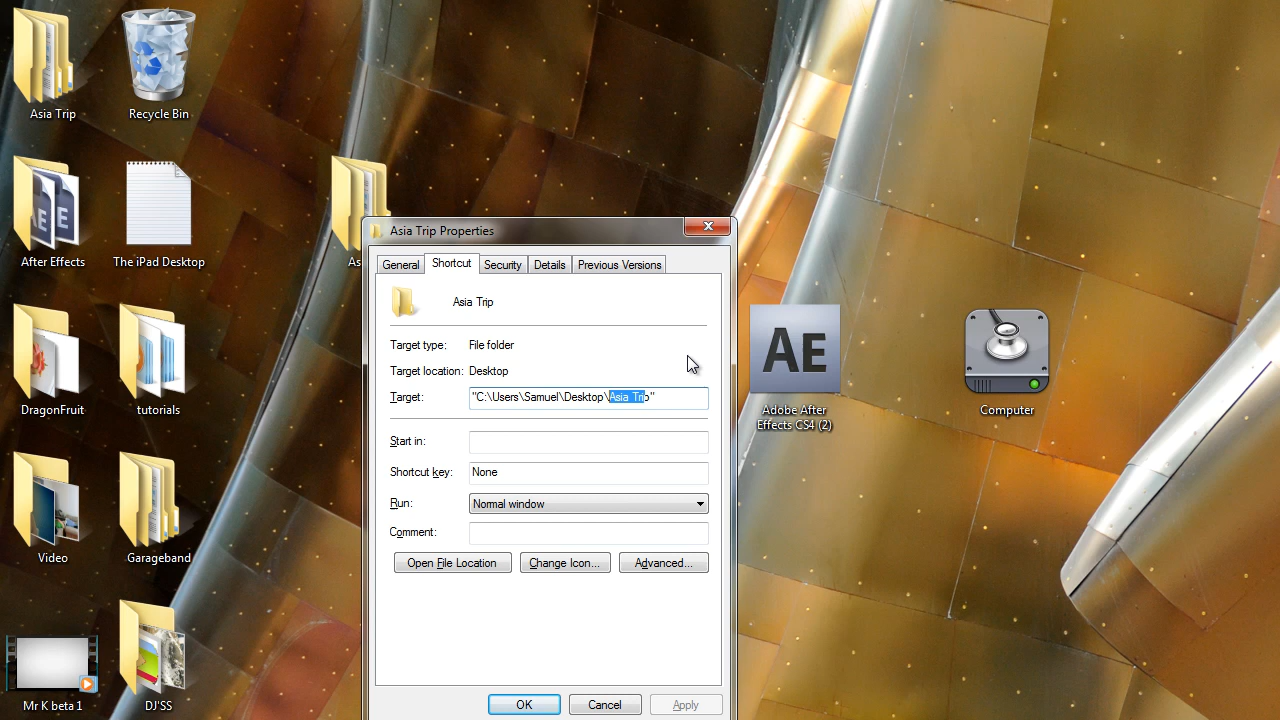 Asia Trip
Recycle Bin
After Effects
The iPad Desktop
As
DragonFruit
tutorials
Video
Garageband
Mr K beta 1
DJ'SS
Asia Trip Properties
General
Shortcut
Security
Details
Previous Versions
Asia Trip
Target type: File folder
Target location: Desktop
Target: "C:\Users\Samuel\Desktop\Asia Trip"
Start in:
Shortcut key: None
Run: Normal window
Comment:
Open File Location
Change Icon...
Advanced...
OK
Cancel
Apply
AE
Adobe After
Effects CS4 (2)
Computer